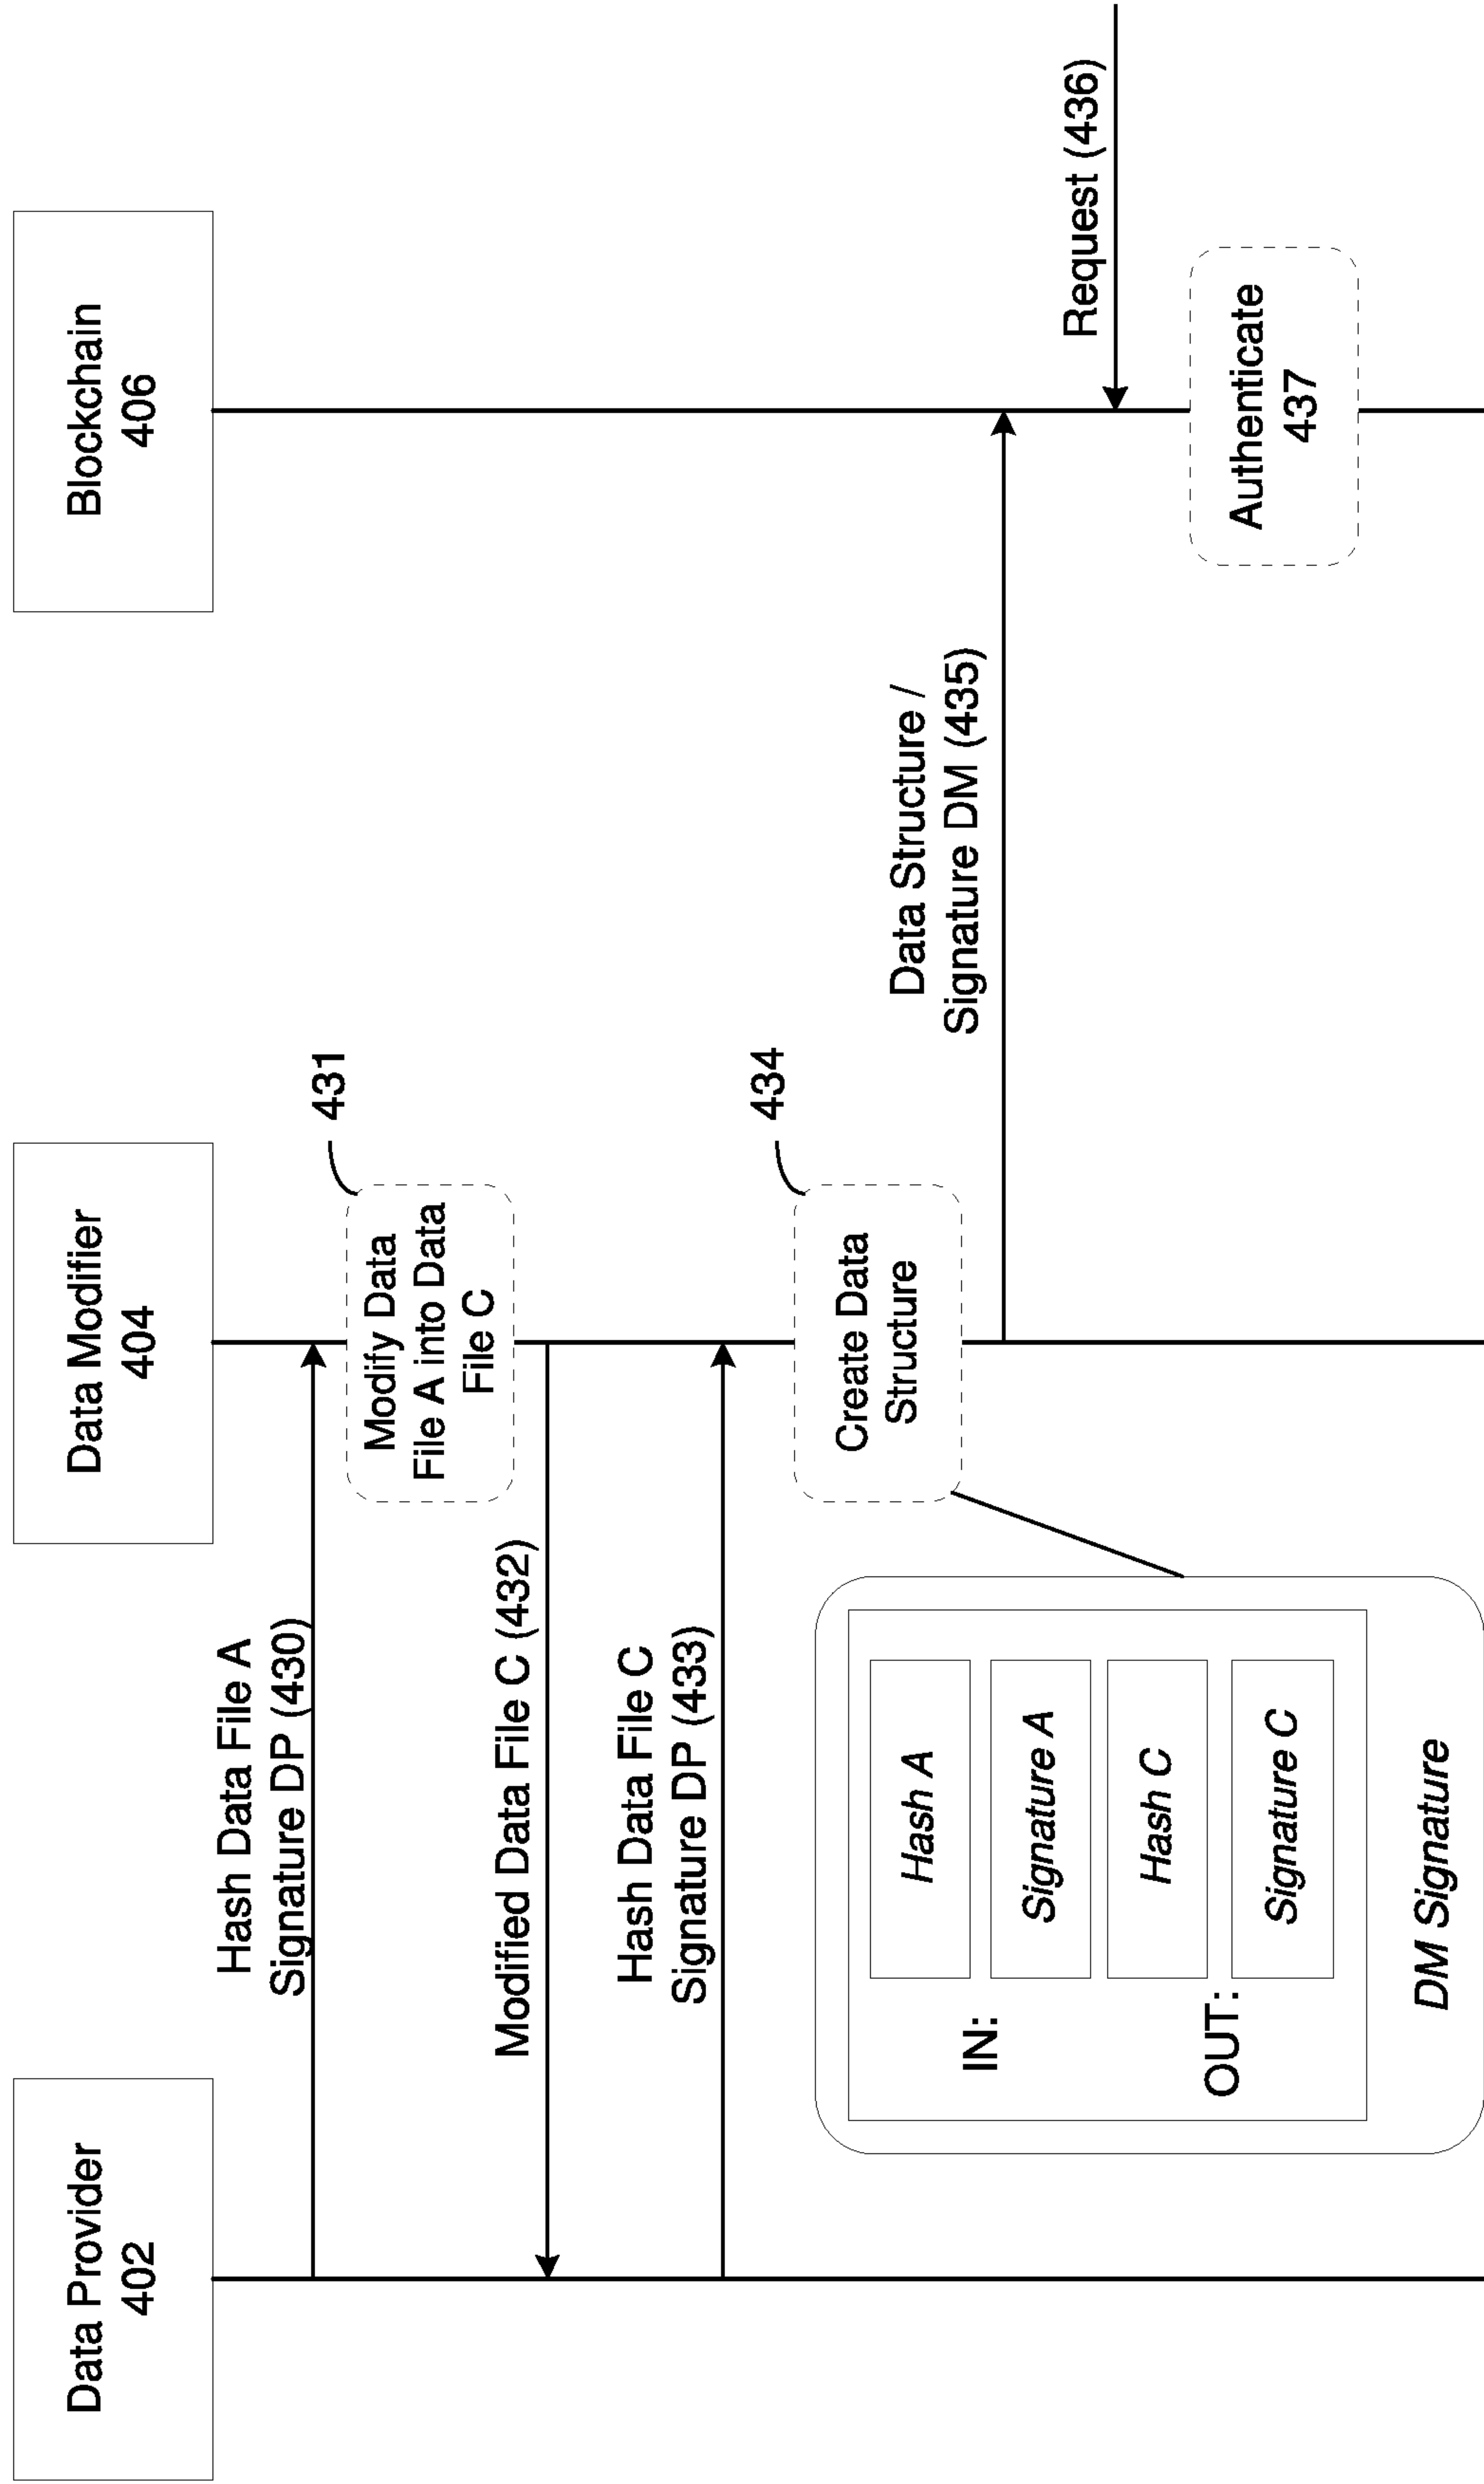 Data Provider
402
Data Modifier
404
Blockchain
406
Hash Data File A
Signature DP (430)
431
Modify Data
File A into Data
File C
Modified Data File C (432)
Hash Data File C
Signature DP (433)
434
Create Data
Structure
IN:
Hash A
Signature A
OUT:
Hash C
Signature C
DM Signature
Data Structure /
Signature DM (435)
Request (436)
Authenticate
437